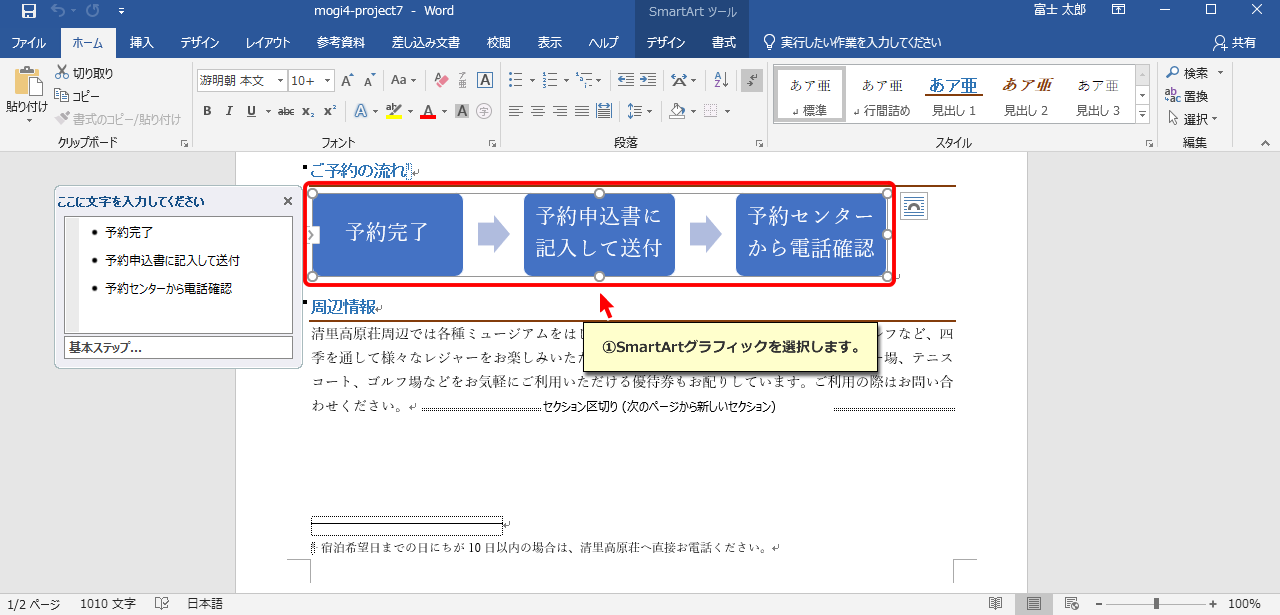 mogi4-project7 - Word
SmartArt ツール
富士 太郎
ファイル ホーム 挿入 デザイン レイアウト 参考資料 差し込み文書 校閲 表示 ヘルプ デザイン 書式 実行したい作業を入力してください 共有
貼り付け
切り取り
コピー
書式のコピー/貼り付け
クリップボード
游明朝 本文
10+
Aa
B I U abc x₂ x²
フォント
段落
あア亜 あア亜 あア亜 あア亜 あア亜
標準 行間詰め 見出し 1 見出し 2 見出し 3
スタイル
検索
置換
選択
編集
ご予約の流れ
ここに文字を入力してください
予約完了
予約申込書に記入して送付
予約センターから電話確認
基本ステップ...
予約完了
予約申込書に
記入して送付
予約センター
から電話確認
周辺情報
①SmartArtグラフィックを選択します。
清里高原荘周辺では各種ミュージアムをは
フなど、四
季を通して様々なレジャーをお楽しみいた
ー場、テニス
コート、ゴルフ場などをお気軽にご利用いただける優待券もお配りしています。ご利用の際はお問い合
わせください。
セクション区切り (次のページから新しいセクション)
i 宿泊希望日までの日にちが 10 日以内の場合は、清里高原荘へ直接お電話ください。
1/2 ページ 1010 文字 日本語 100%